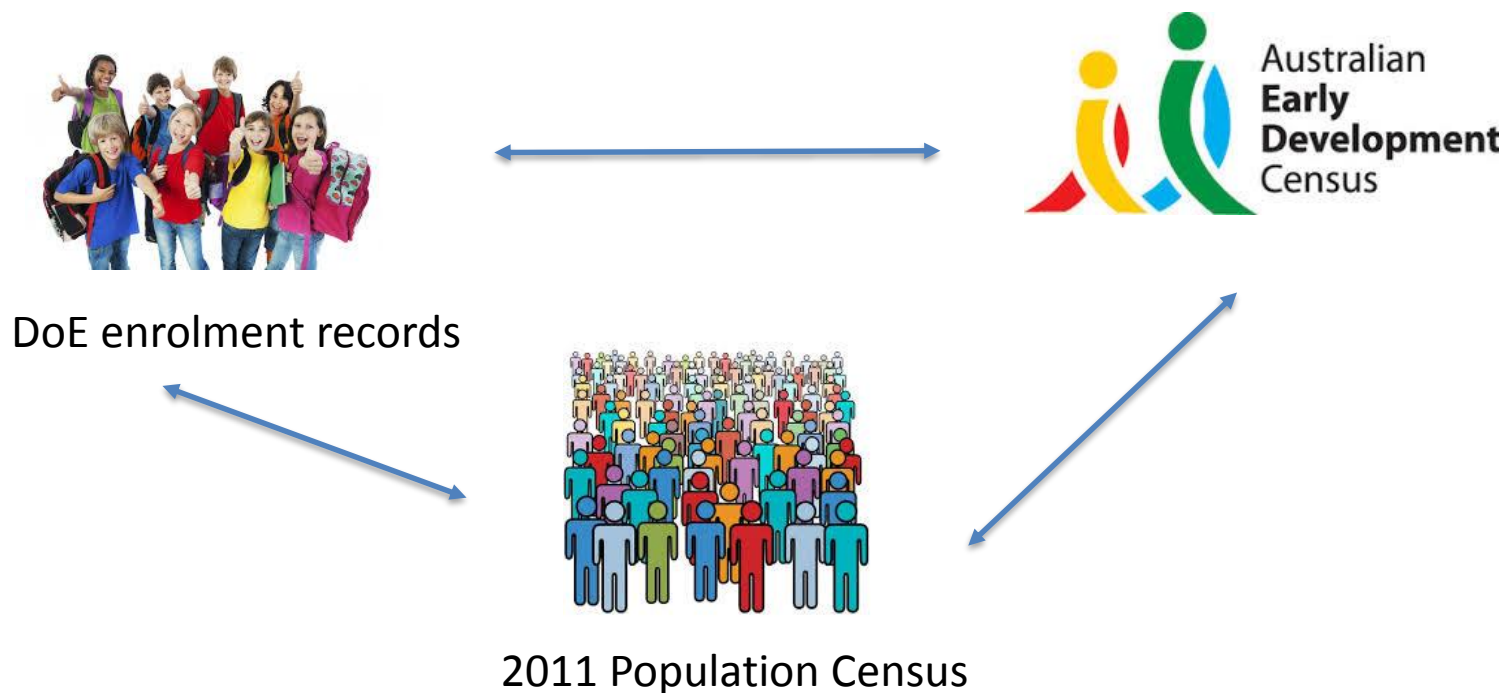 Australian
Early
Development
Census
DoE enrolment records
2011 Population Census